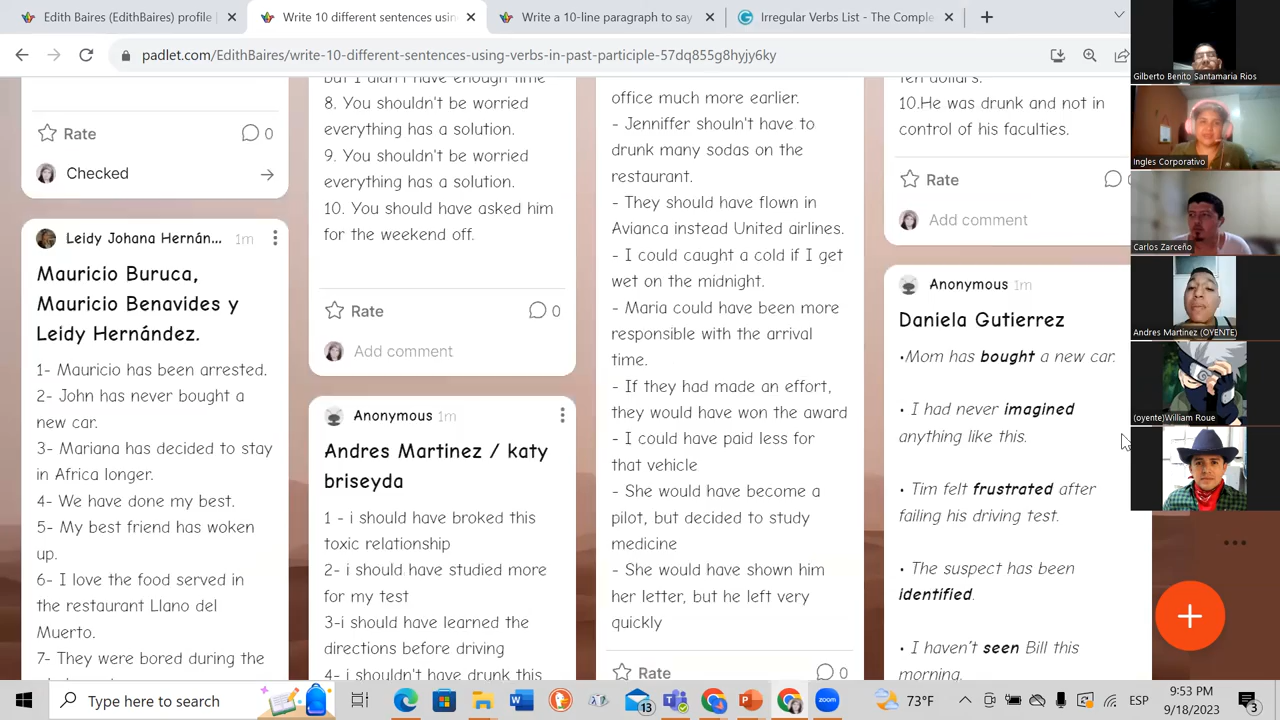 Edith Baires (EdithBaires) profile |
Write 10 different sentences usin
Write a 10-line paragraph to say
Irregular Verbs List - The Comple
padlet.com/EdithBaires/write-10-different-sentences-using-verbs-in-past-participle-57dq855g8hyjy6ky
Rate
0
Checked
Leidy Johana Hernán... 1m
Mauricio Buruca,
Mauricio Benavides y
Leidy Hernández.
1- Mauricio has been arrested.
2- John has never bought a
new car.
3- Mariana has decided to stay
in Africa longer.
4- We have done my best.
5- My best friend has woken
up.
6- I love the food served in
the restaurant Llano del
Muerto.
7- They were bored during the
but I didn't have enough time
8. You shouldn't be worried
everything has a solution.
9. You shouldn't be worried
everything has a solution.
10. You should have asked him
for the weekend off.
Rate
0
Add comment
Anonymous 1m
Andres Martinez / katy
briseyda
1 - i should have broked this
toxic relationship
2- i should have studied more
for my test
3-i should have learned the
directions before driving
4- i shouldn't have drunk this
office much more earlier.
- Jenniffer shouln't have to
drunk many sodas on the
restaurant.
- They should have flown in
Avianca instead United airlines.
- I could caught a cold if I get
wet on the midnight.
- Maria could have been more
responsible with the arrival
time.
- If they had made an effort,
they would have won the award
- I could have paid less for
that vehicle
- She would have become a
pilot, but decided to study
medicine
- She would have shown him
her letter, but he left very
quickly
Rate
0
ten dollars.
10.He was drunk and not in
control of his faculties.
Rate
Add comment
Anonymous 1m
Daniela Gutierrez
•Mom has bought a new car.
• I had never imagined
anything like this.
• Tim felt frustrated after
failing his driving test.
• The suspect has been
identified.
• I haven't seen Bill this
morning.
Gilberto Benito Santamaria Rios
Ingles Corporativo
Carlos Zarceño
Andres Martinez (OYENTE)
(oyente)William Roue
Type here to search
13
zoom
73°F
ESP
9:53 PM
9/18/2023
3